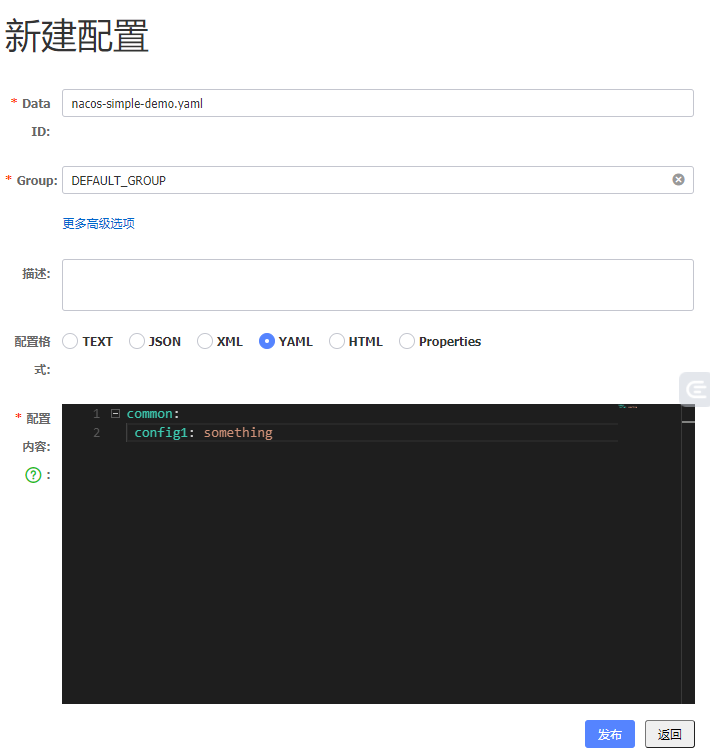 新建配置
* Data ID: nacos-simple-demo.yaml
* Group: DEFAULT_GROUP
更多高级选项
描述:
配置格式: TEXT JSON XML YAML HTML Properties
* 配置内容: ? :
1 common:
2 config1: something
发布 返回